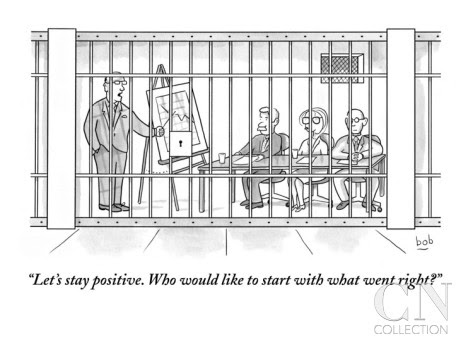 bob
“Let’s stay positive. Who would like to start with what went right?”
CN
COLLECTION